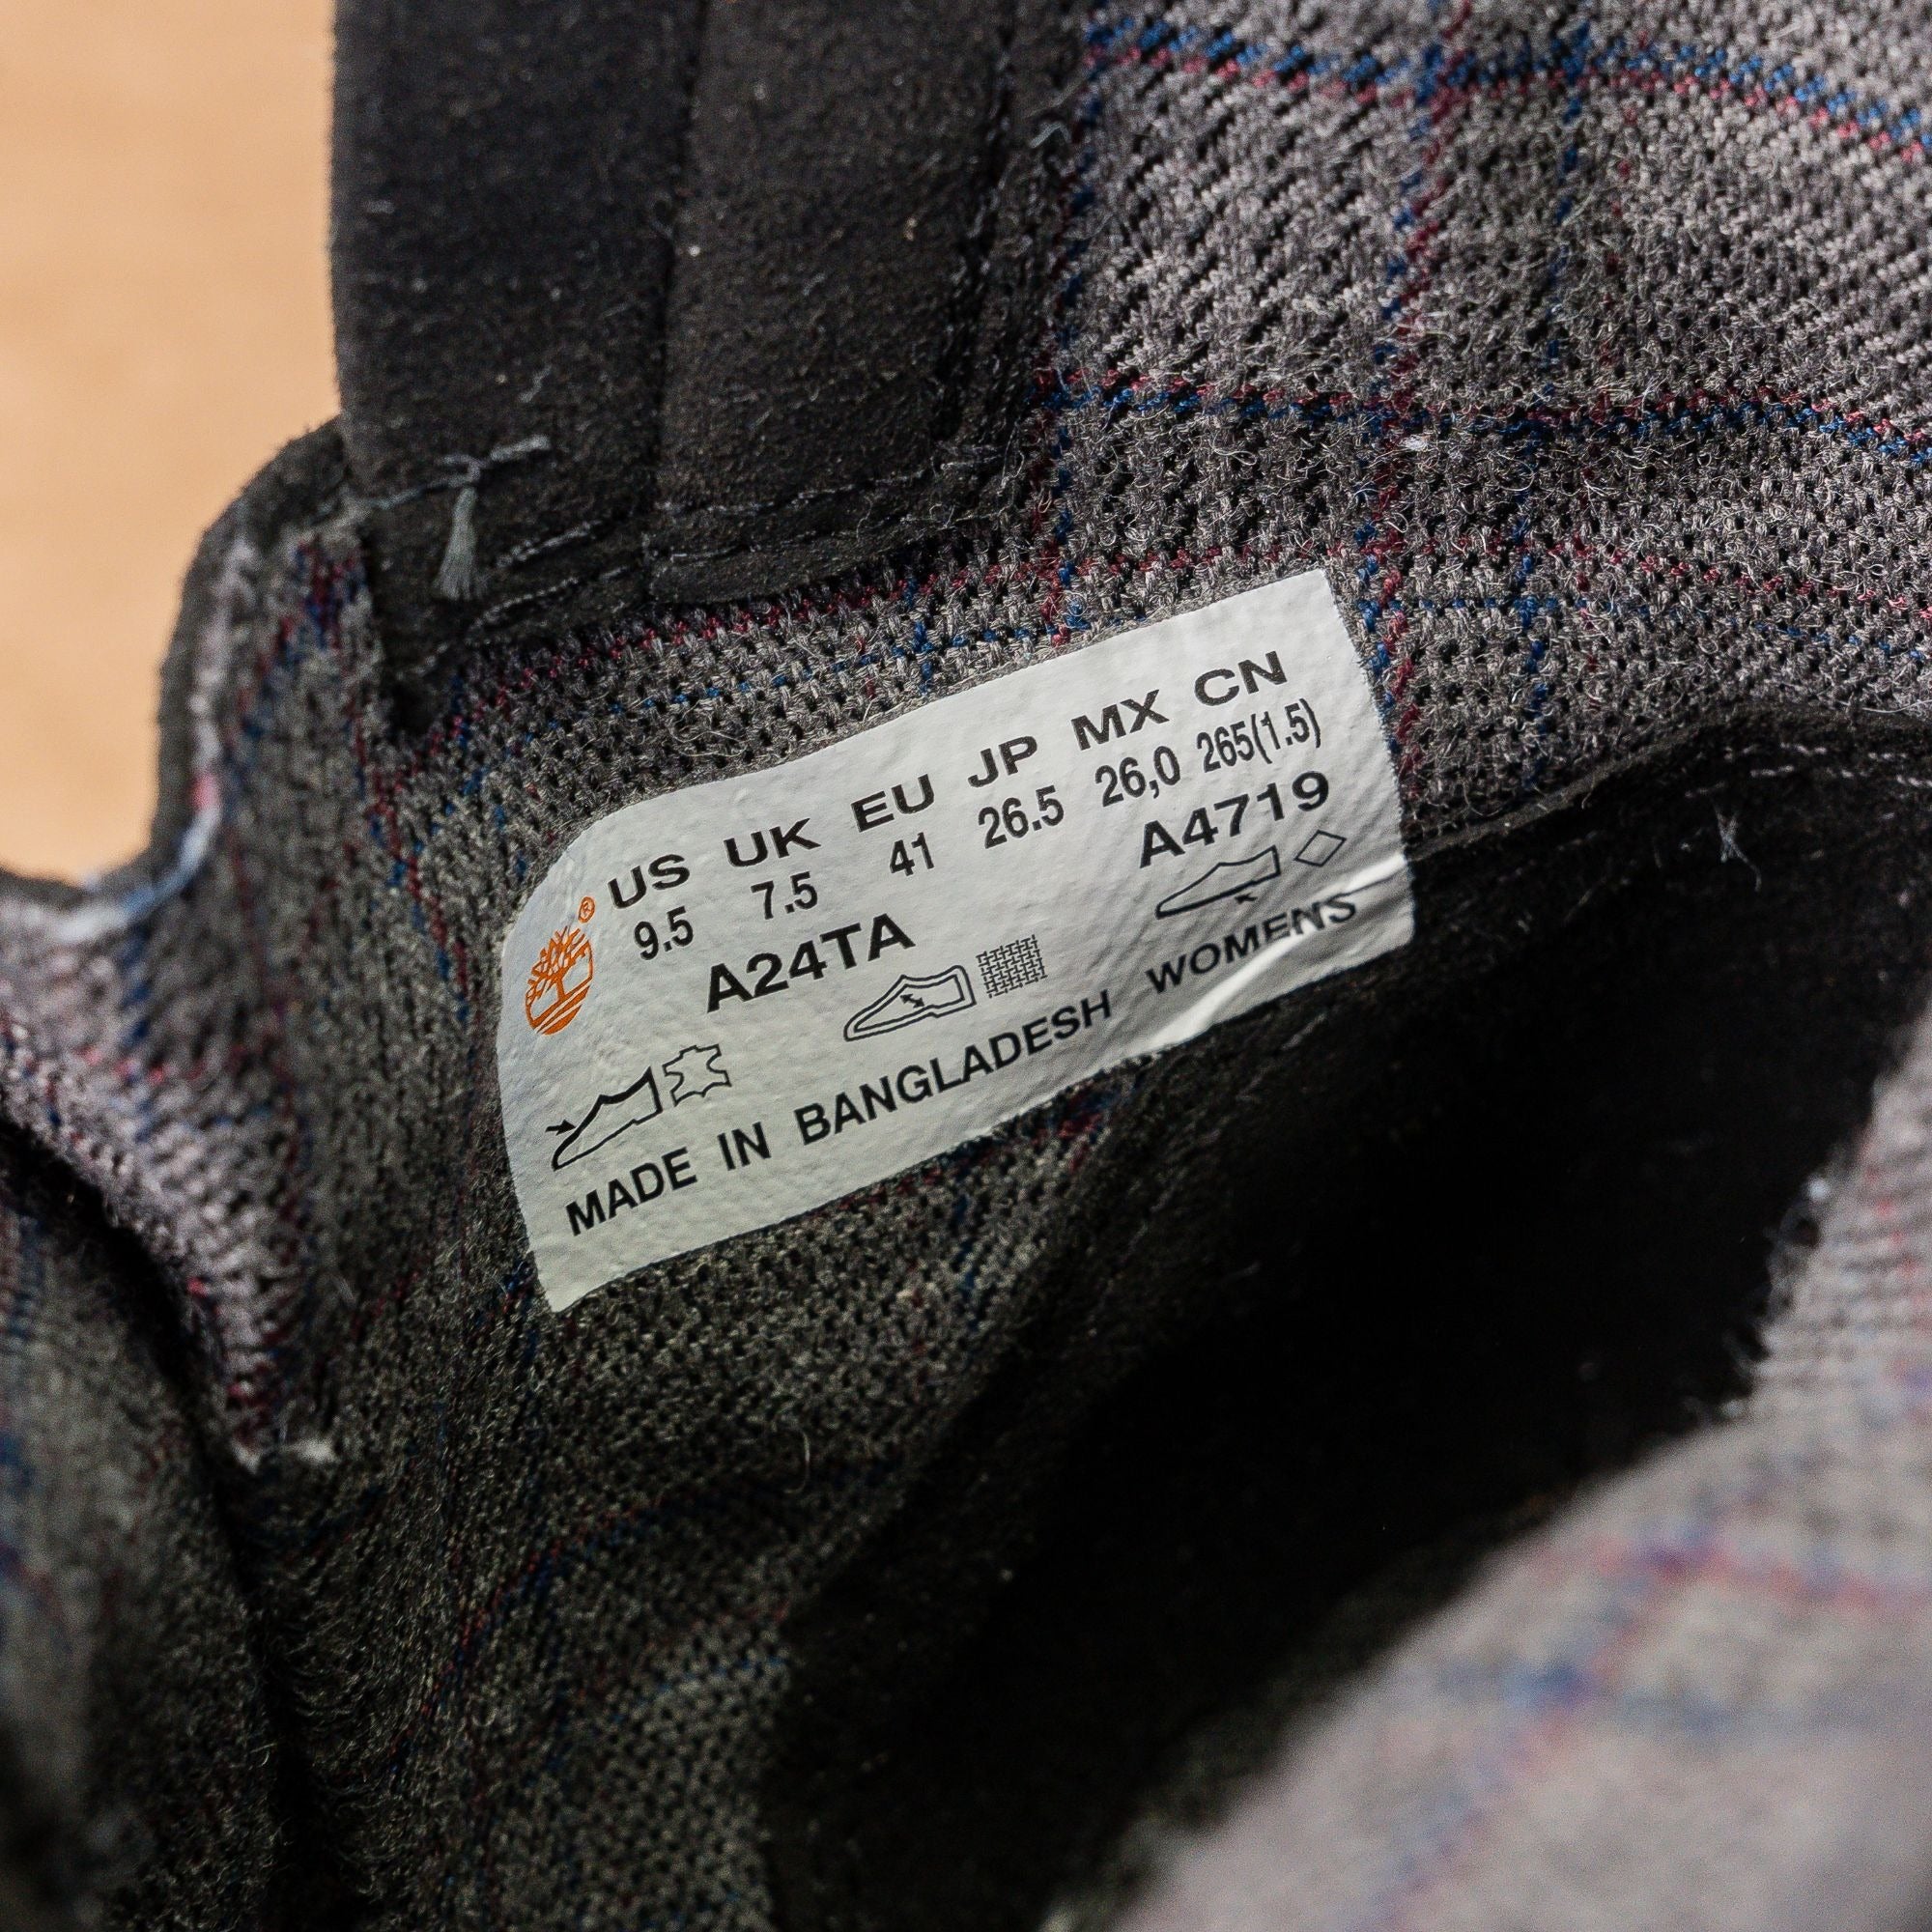 US UK EU JP MX CN
9.5 7.5 41 26.5 26,0 265(1.5)
A24TA A4719
MADE IN BANGLADESH WOMENS
®